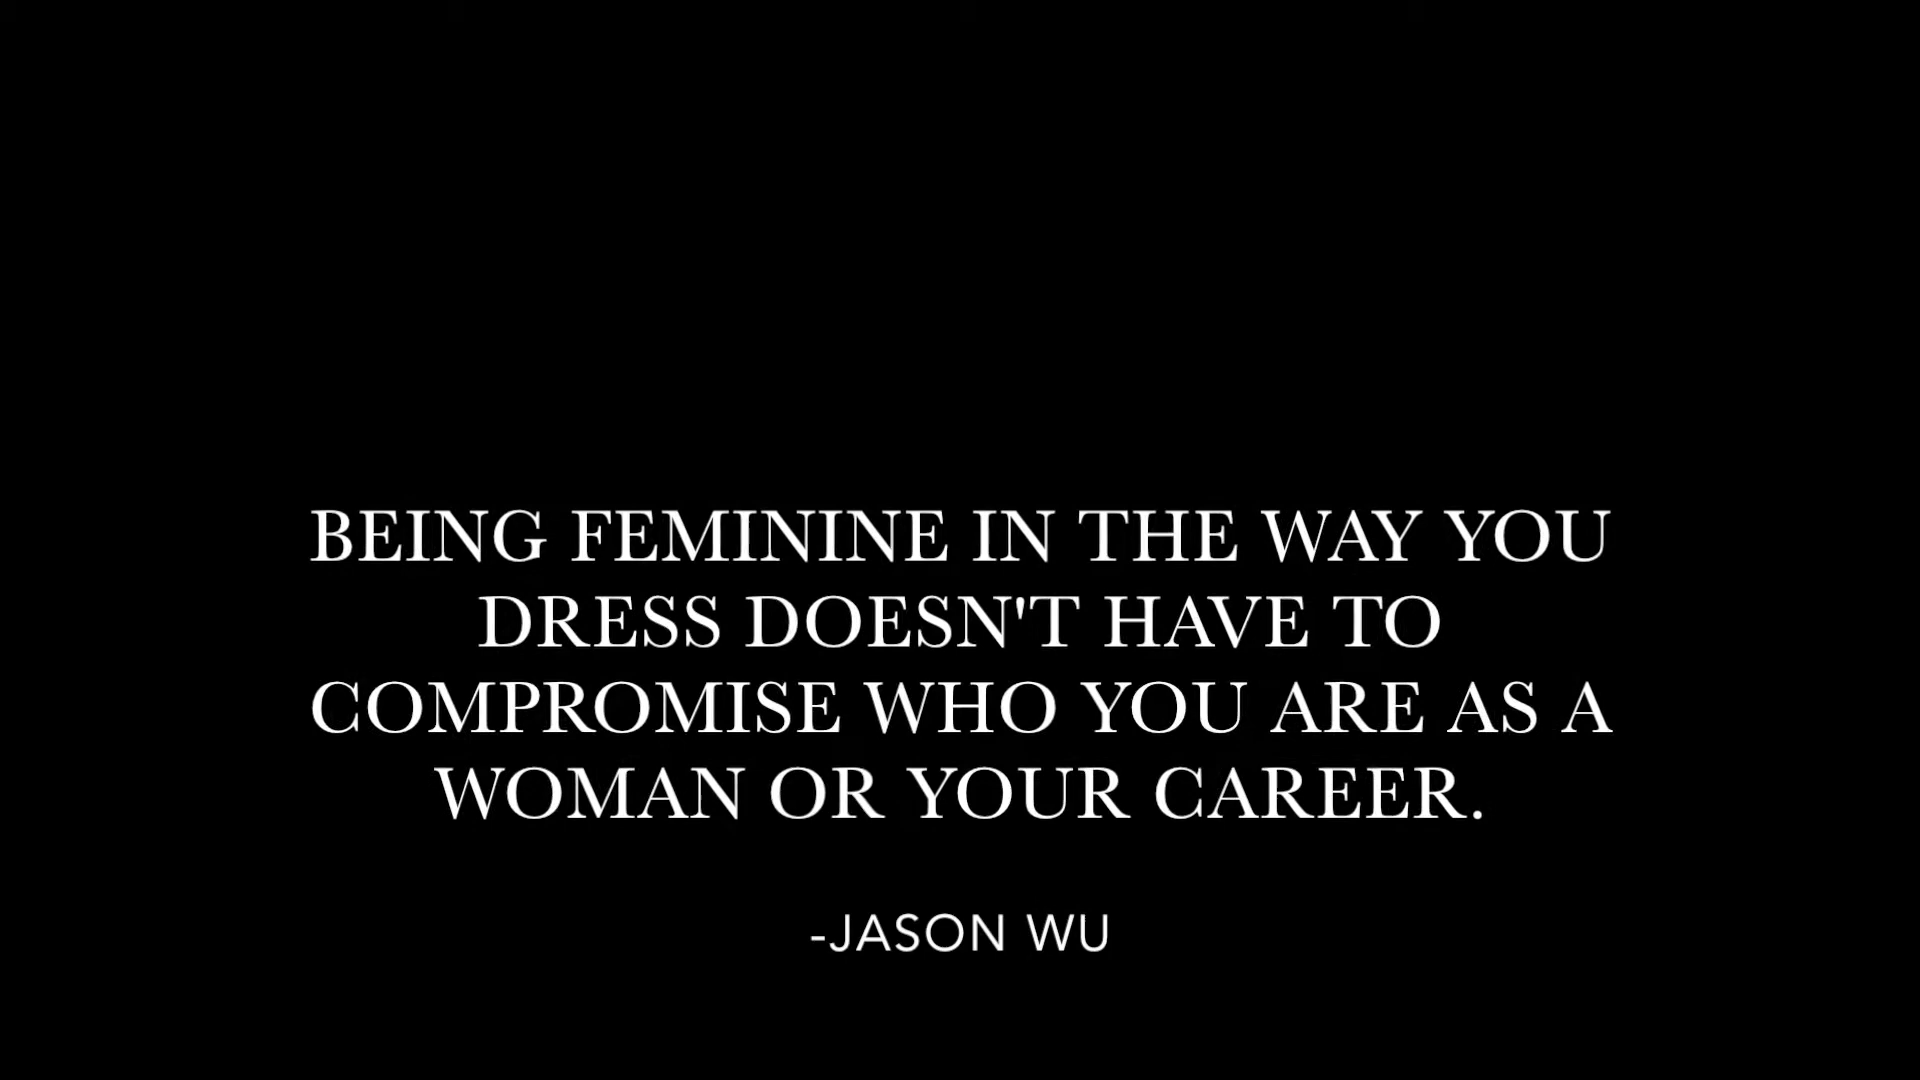 BEING FEMININE IN THE WAY YOU
DRESS DOESN'T HAVE TO
COMPROMISE WHO YOU ARE AS A
WOMAN OR YOUR CAREER.
-JASON WU